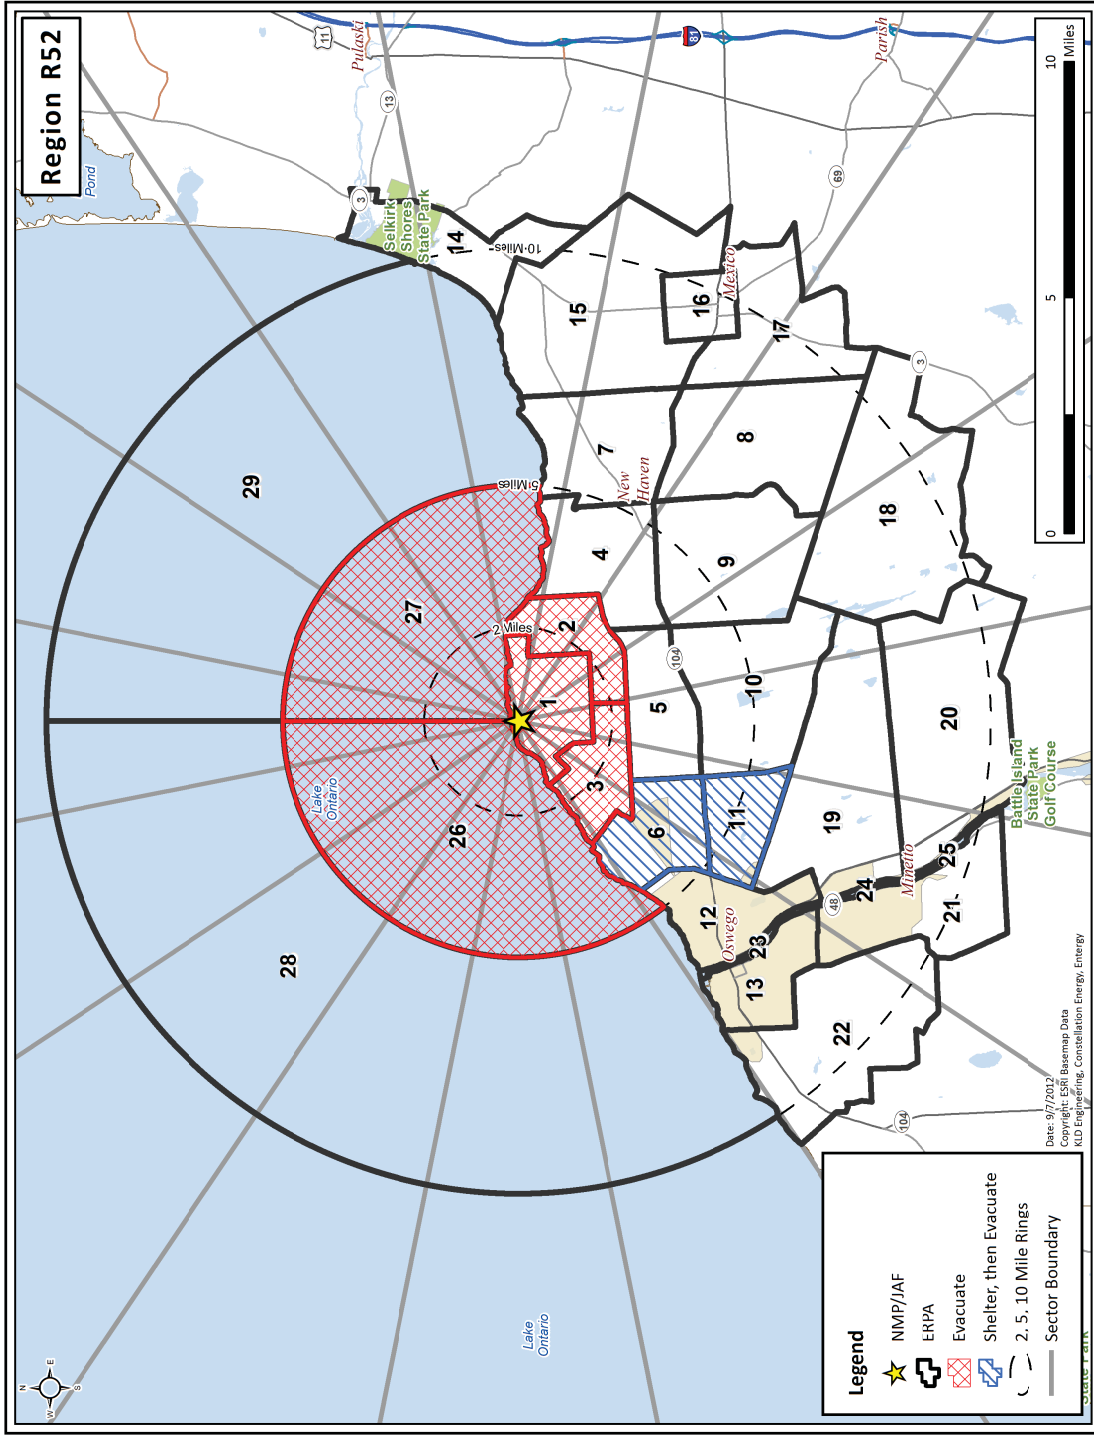 Region R52
N
W
E
S
Pond
Pulaski
11
13
3
Selkirk
Shores
State Park
81
Parish
69
14
10 Miles
29
15
16
Mexico
17
3
7
New
Haven
8
5 Miles
4
9
18
27
2 Miles
2
1
104
5
10
20
Lake
Ontario
26
3
6
11
19
Battle Island
State Park
Golf Course
28
12
Oswego
23
13
48
24
Minetto
25
21
22
104
Lake
Ontario
0
5
10
Miles
Date: 9/7/2012
Copyright: ESRI Basemap Data
KLD Engineering, Constellation Energy, Entergy
Legend
NMP/JAF
ERPA
Evacuate
Shelter, then Evacuate
2, 5, 10 Mile Rings
Sector Boundary
State Park